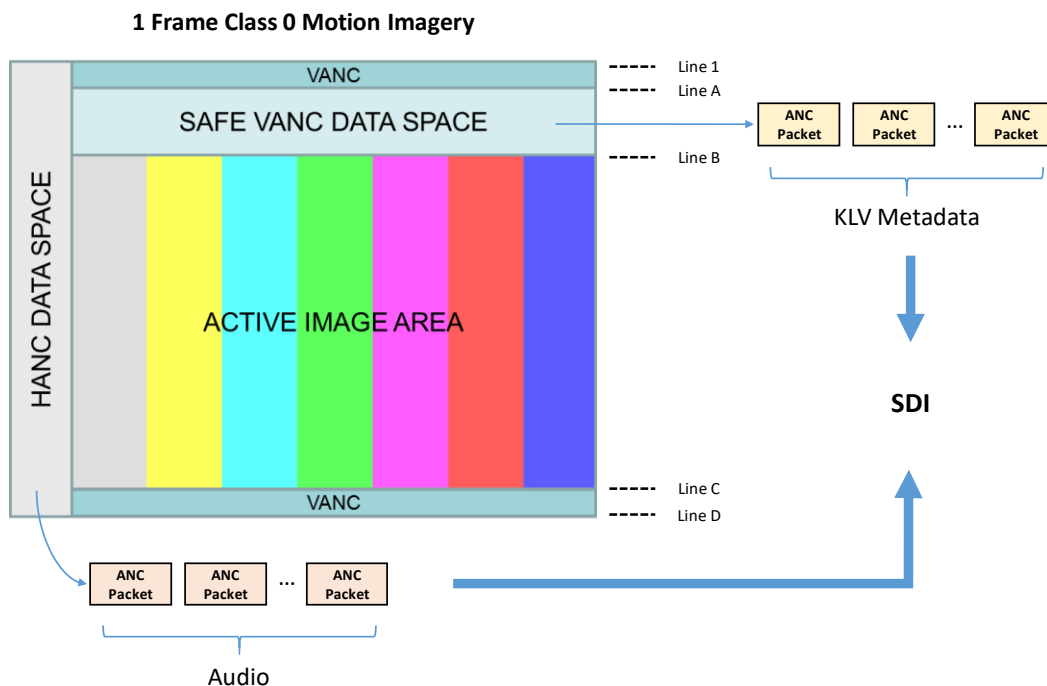 1 Frame Class 0 Motion Imagery
VANC
Line 1
Line A
SAFE VANC DATA SPACE
ANC
Packet
ANC
Packet
...
ANC
Packet
Line B
KLV Metadata
HANC DATA SPACE
ACTIVE IMAGE AREA
SDI
VANC
Line C
Line D
ANC
Packet
ANC
Packet
...
ANC
Packet
Audio